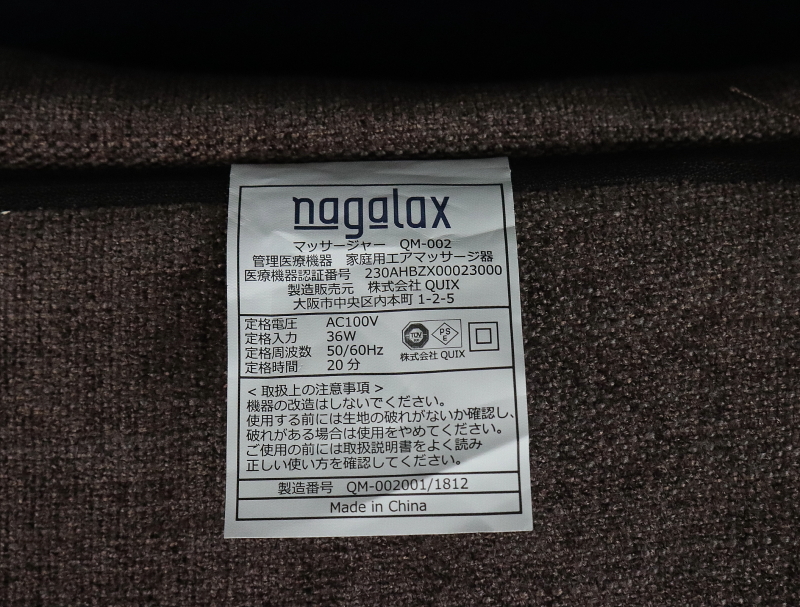 nagalax
マッサージャー QM-002
管理医療機器 家庭用エアマッサージ器
医療機器認証番号 230AHBZX00023000
製造販売元 株式会社 QUIX
大阪市中央区内本町 1-2-5
定格電圧 AC100V
定格入力 36W
定格周波数 50/60Hz
定格時間 20 分
TÜV
PS
E
株式会社 QUIX
< 取扱上の注意事項 >
機器の改造はしないでください。
使用する前には生地の破れがないか確認し、
破れがある場合は使用をやめてください。
ご使用の前には取扱説明書をよく読み
正しい使い方を確認してください。
製造番号 QM-002001/1812
Made in China